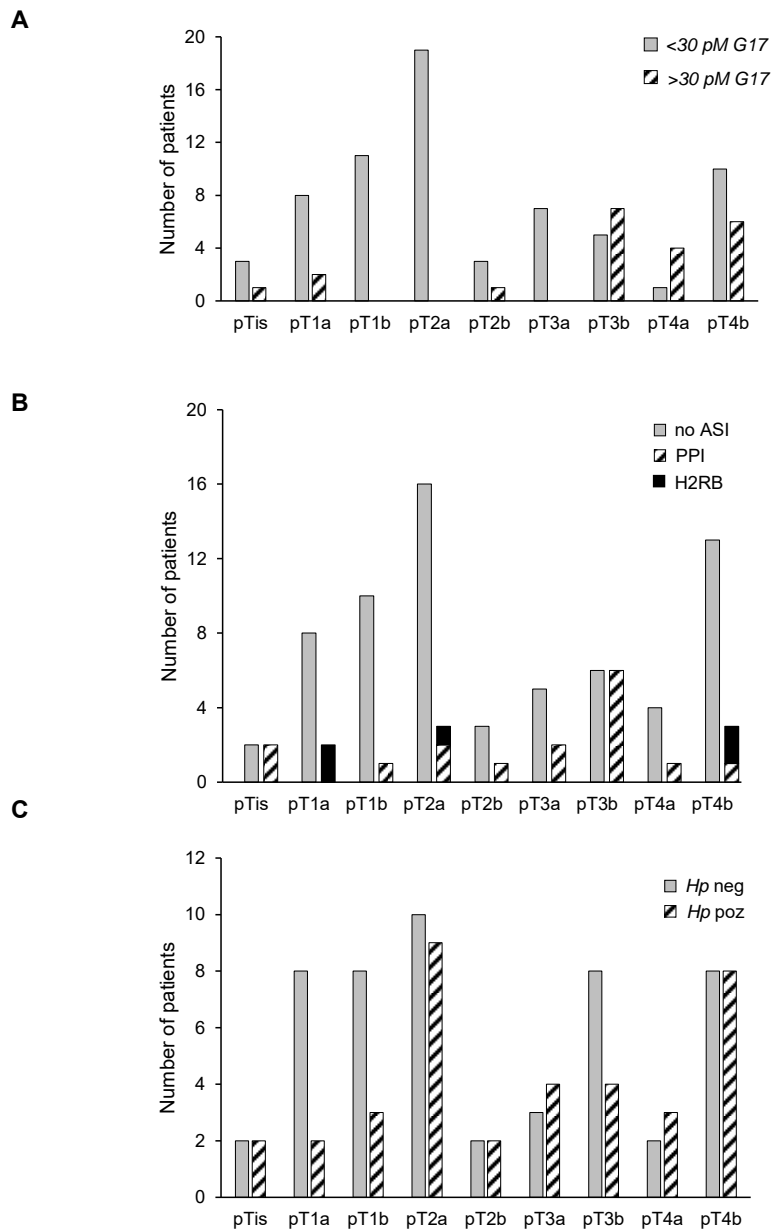 A
20
16
12
8
4
0
Number of patients
<30 pM G17
>30 pM G17
pTis pT1a pT1b pT2a pT2b pT3a pT3b pT4a pT4b
B
20
16
12
8
4
0
Number of patients
no ASI
PPI
H2RB
pTis pT1a pT1b pT2a pT2b pT3a pT3b pT4a pT4b
C
12
10
8
6
4
2
0
Number of patients
Hp neg
Hp poz
pTis pT1a pT1b pT2a pT2b pT3a pT3b pT4a pT4b